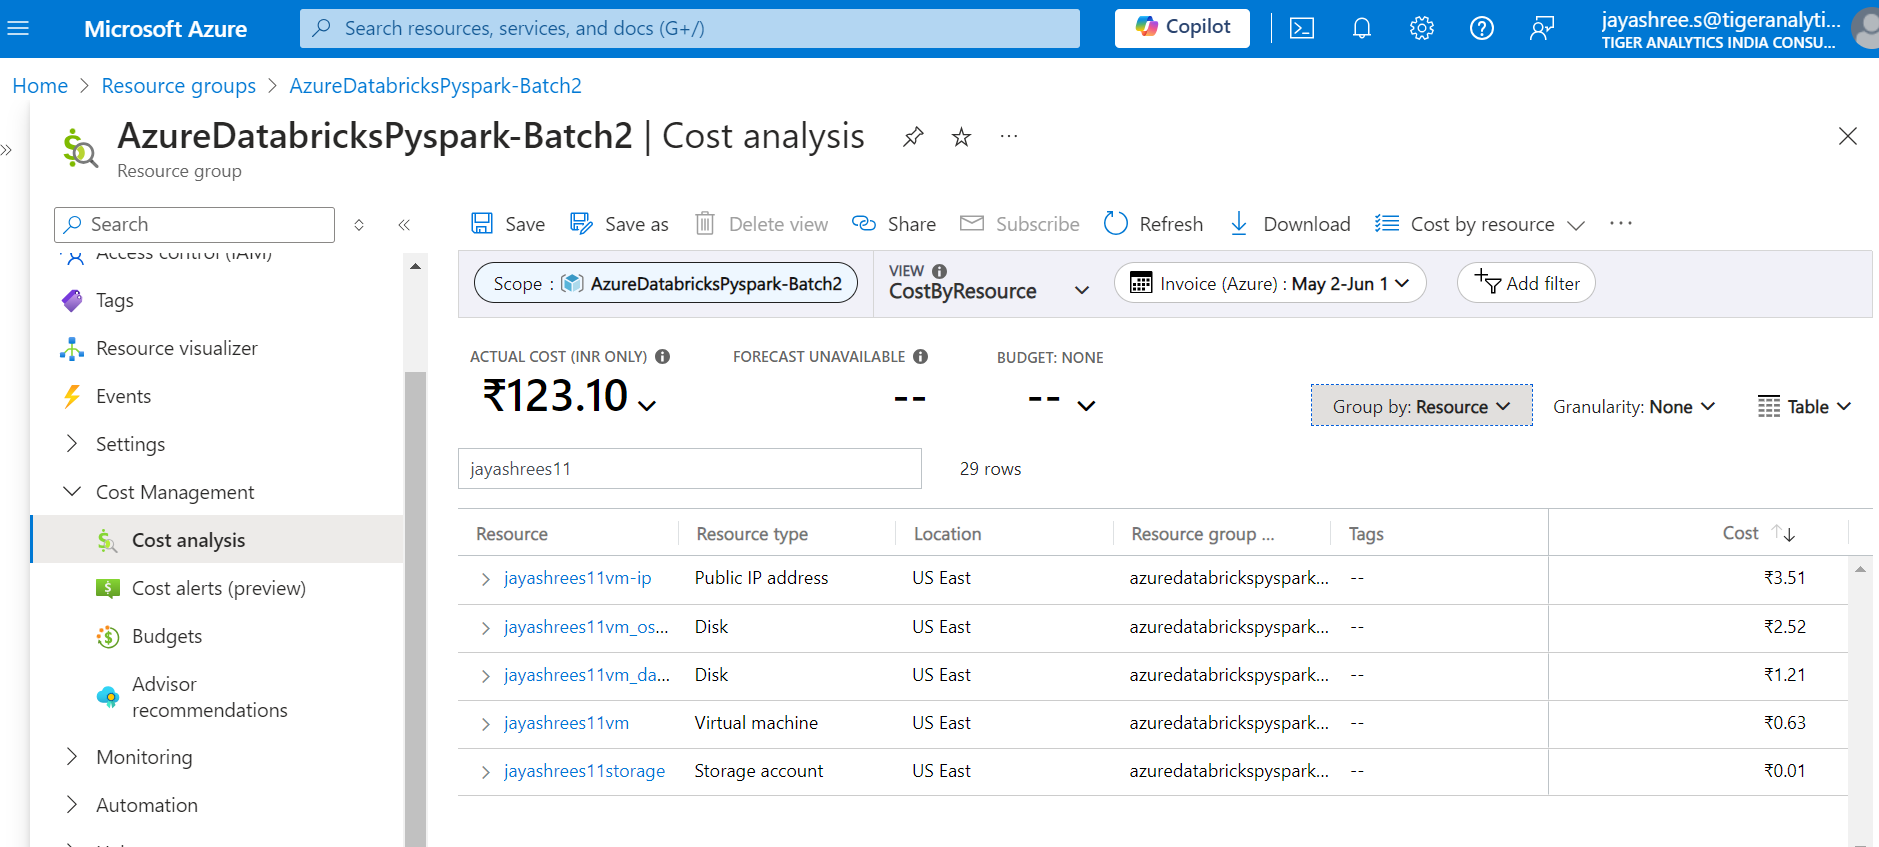 Microsoft Azure
Search resources, services, and docs (G+/)
Copilot
jayashree.s@tigeranalyti...
TIGER ANALYTICS INDIA CONSU...
Home > Resource groups > AzureDatabricksPyspark-Batch2
AzureDatabricksPyspark-Batch2 | Cost analysis
Resource group
Search
Access control (IAM)
Tags
Resource visualizer
Events
Settings
Cost Management
Cost analysis
Cost alerts (preview)
Budgets
Advisor
recommendations
Monitoring
Automation
Save
Save as
Delete view
Share
Subscribe
Refresh
Download
Cost by resource
Scope : AzureDatabricksPyspark-Batch2
VIEW
CostByResource
Invoice (Azure) : May 2-Jun 1
Add filter
ACTUAL COST (INR ONLY)
₹123.10
FORECAST UNAVAILABLE
--
BUDGET: NONE
--
Group by: Resource
Granularity: None
Table
jayashrees11
29 rows
Resource Resource type Location Resource group ... Tags Cost
jayashrees11vm-ip Public IP address US East azuredatabrickspyspark... -- ₹3.51
jayashrees11vm_os... Disk US East azuredatabrickspyspark... -- ₹2.52
jayashrees11vm_da... Disk US East azuredatabrickspyspark... -- ₹1.21
jayashrees11vm Virtual machine US East azuredatabrickspyspark... -- ₹0.63
jayashrees11storage Storage account US East azuredatabrickspyspark... -- ₹0.01